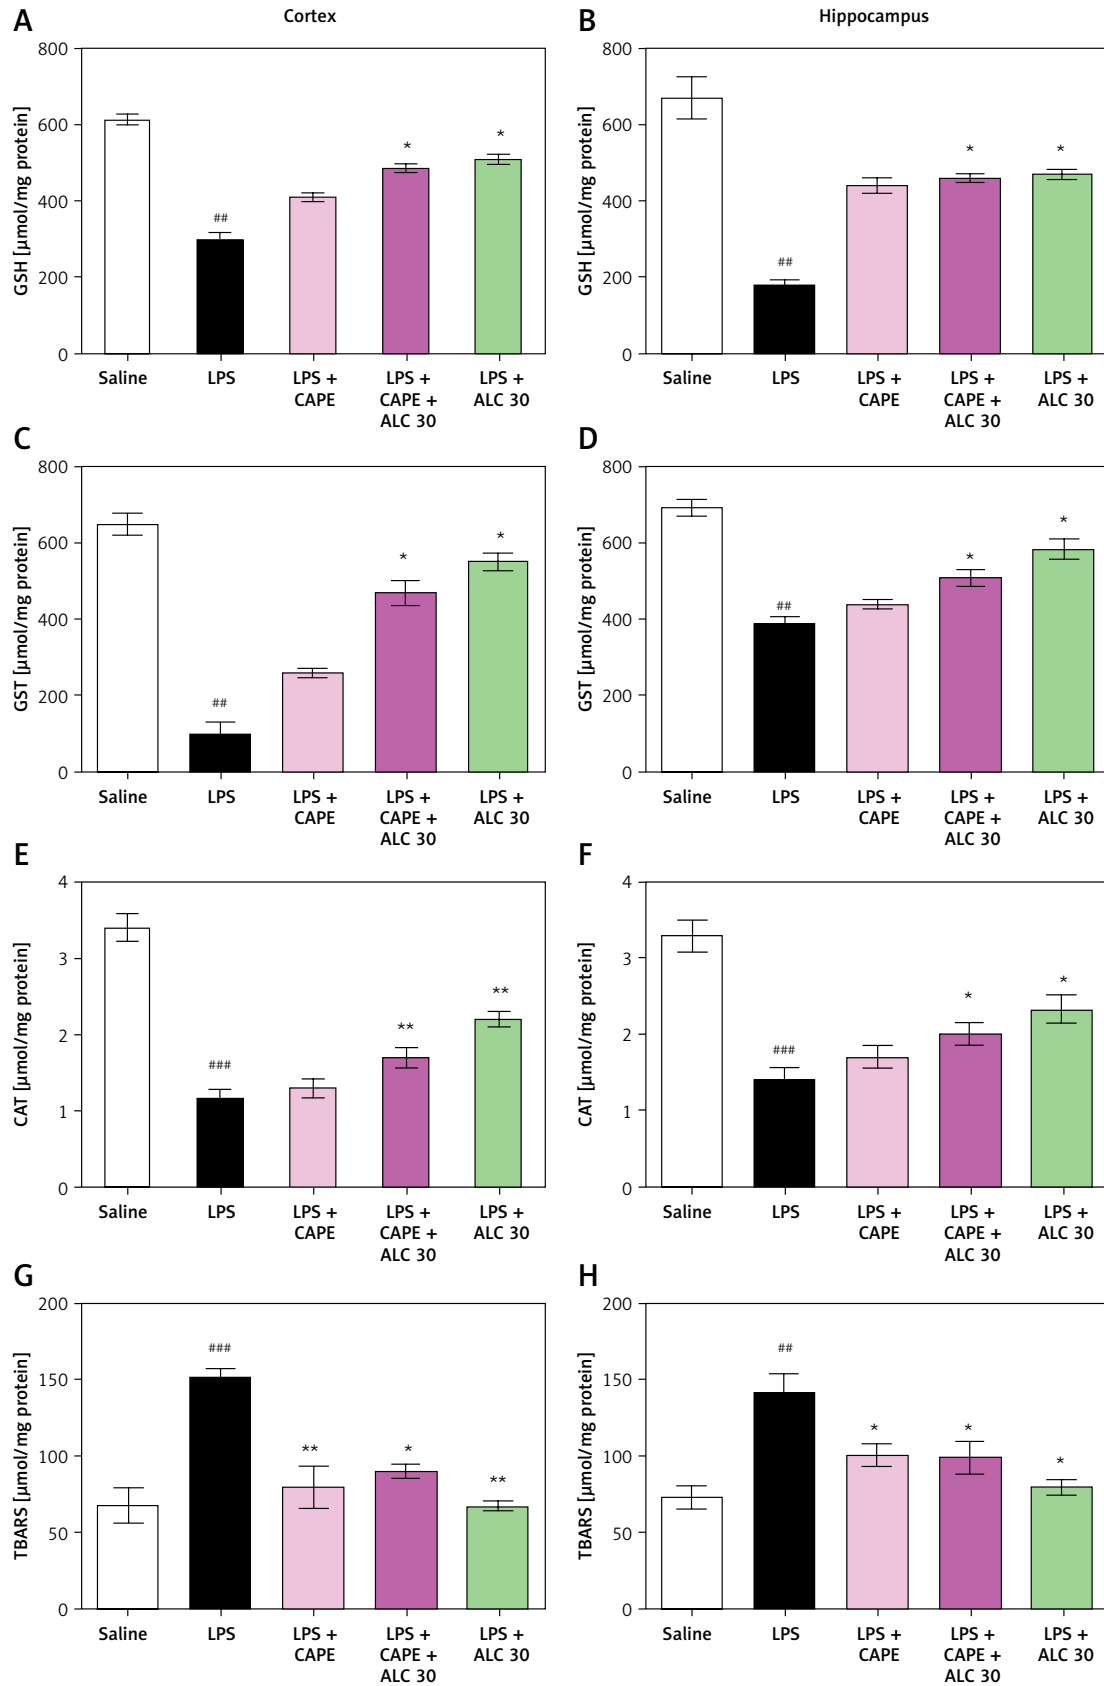 A
Cortex
GSH [µmol/mg protein]
800
600
400
200
0
##
*
*
Saline
LPS
LPS +
CAPE
LPS +
CAPE +
ALC 30
LPS +
ALC 30
B
Hippocampus
GSH [µmol/mg protein]
800
600
400
200
0
##
*
*
Saline
LPS
LPS +
CAPE
LPS +
CAPE +
ALC 30
LPS +
ALC 30
C
GST [µmol/mg protein]
800
600
400
200
0
##
*
*
Saline
LPS
LPS +
CAPE
LPS +
CAPE +
ALC 30
LPS +
ALC 30
D
GST [µmol/mg protein]
800
600
400
200
0
##
*
*
Saline
LPS
LPS +
CAPE
LPS +
CAPE +
ALC 30
LPS +
ALC 30
E
CAT [µmol/mg protein]
4
3
2
1
0
###
**
**
Saline
LPS
LPS +
CAPE
LPS +
CAPE +
ALC 30
LPS +
ALC 30
F
CAT [µmol/mg protein]
4
3
2
1
0
###
*
*
Saline
LPS
LPS +
CAPE
LPS +
CAPE +
ALC 30
LPS +
ALC 30
G
TBARS [µmol/mg protein]
200
150
100
50
0
###
**
*
**
Saline
LPS
LPS +
CAPE
LPS +
CAPE +
ALC 30
LPS +
ALC 30
H
TBARS [µmol/mg protein]
200
150
100
50
0
##
*
*
*
Saline
LPS
LPS +
CAPE
LPS +
CAPE +
ALC 30
LPS +
ALC 30